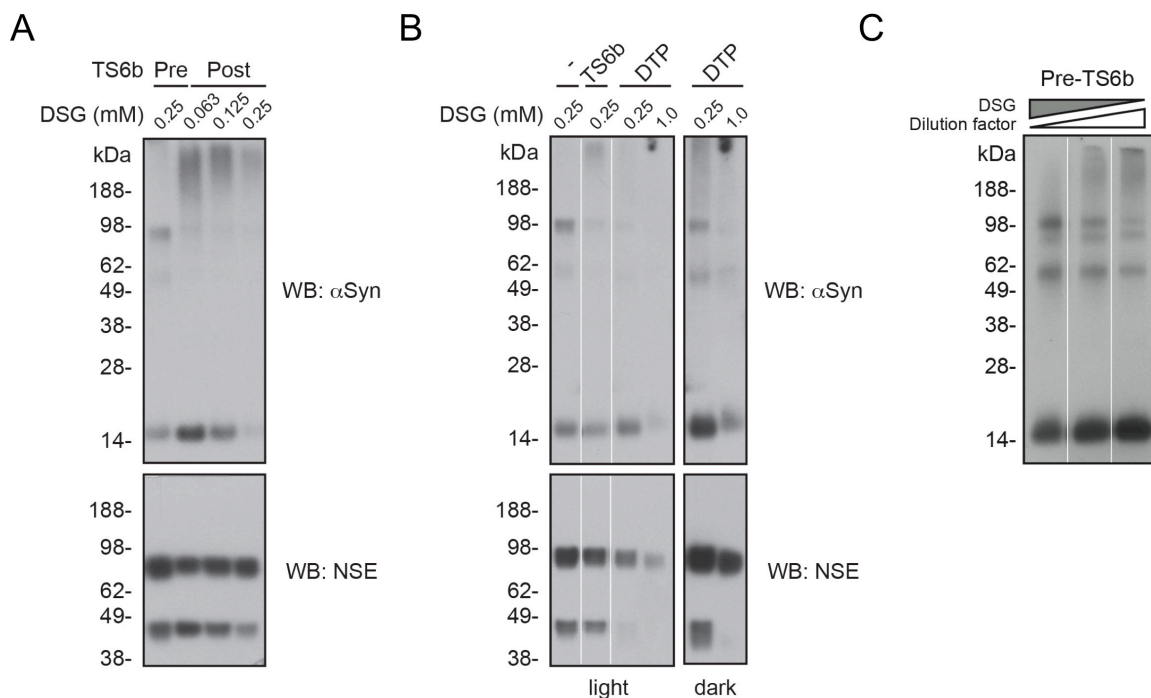 A
TS6b Pre Post
DSG (mM) 0.25 0.063 0.125 0.25
kDa
188-
98-
62-
49-
38-
28-
14-
WB: αSyn
188-
98-
62-
49-
38-
WB: NSE
B
- TS6b DTP DTP
DSG (mM) 0.25 0.25 0.25 1.0 0.25 1.0
kDa
188-
98-
62-
49-
38-
28-
14-
WB: αSyn
188-
98-
62-
49-
38-
WB: NSE
light dark
C
Pre-TS6b
DSG
Dilution factor
kDa
188-
98-
62-
49-
38-
28-
14-